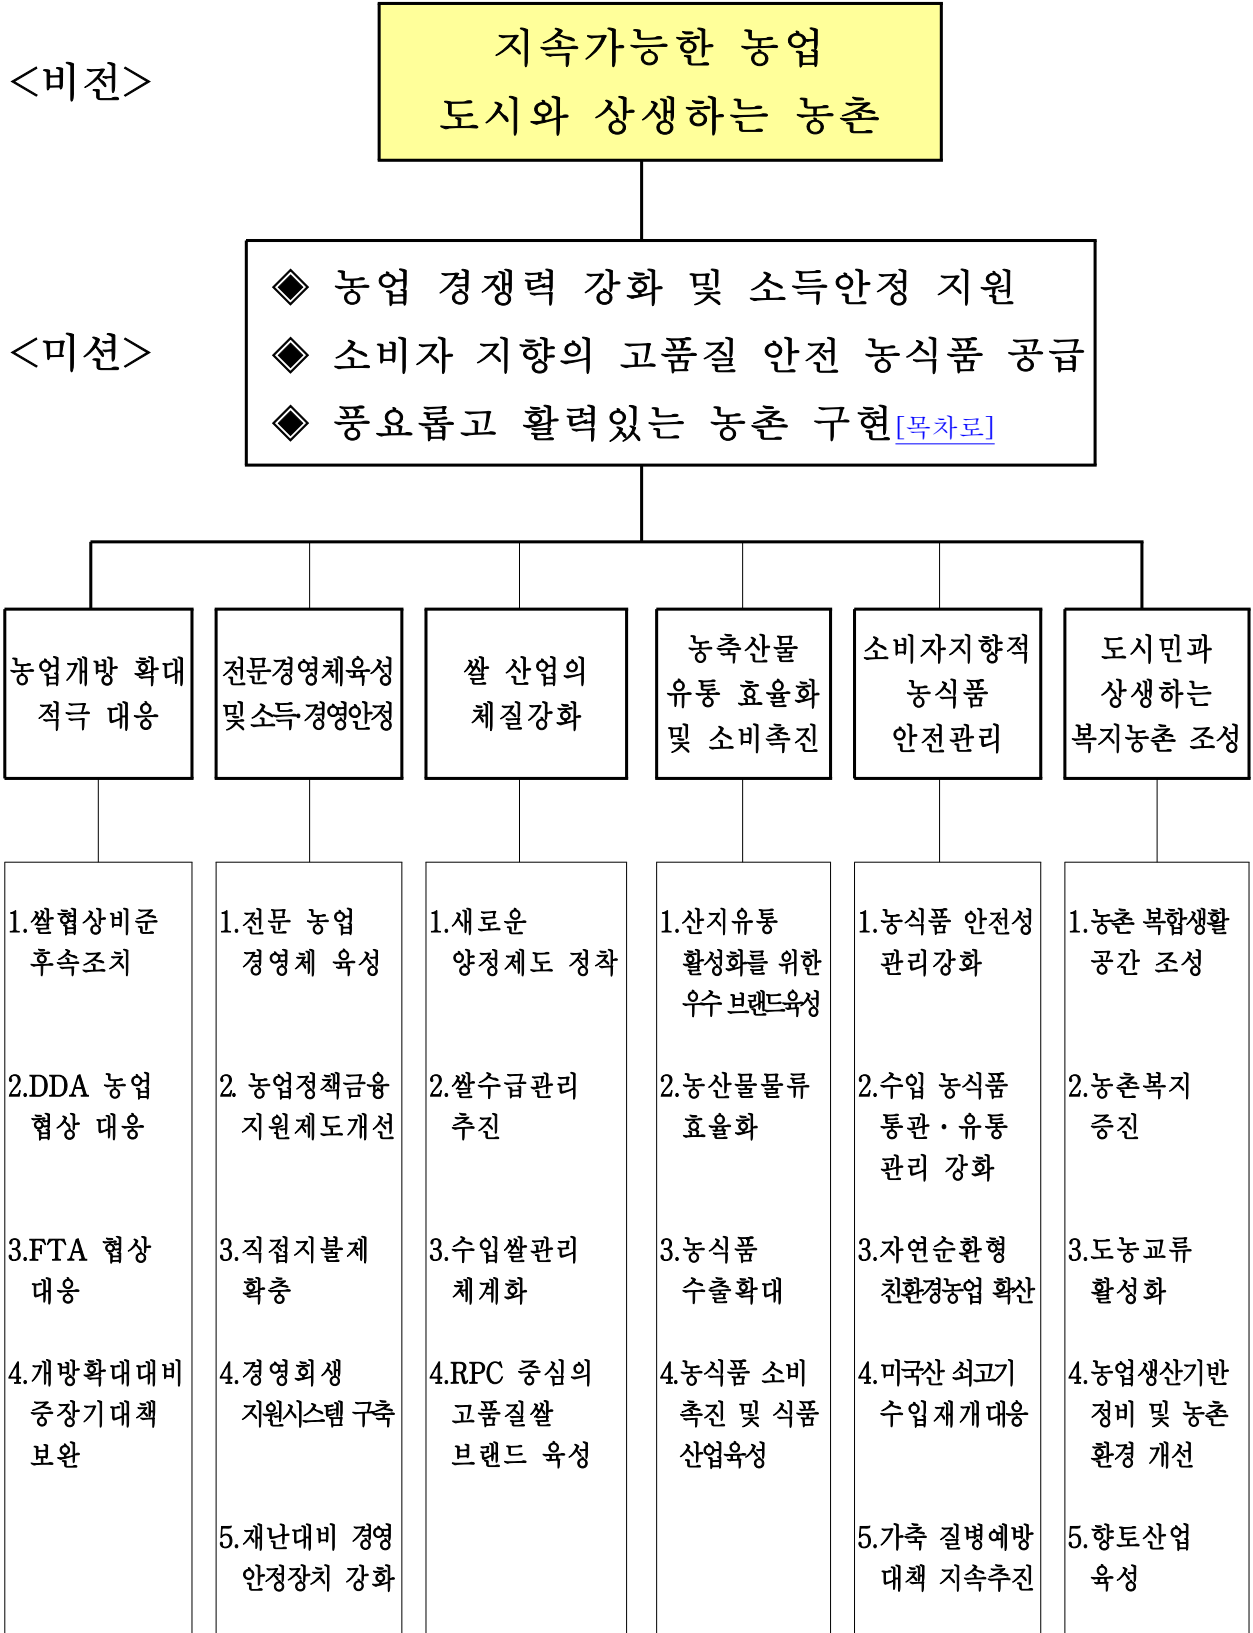 <비전>
지속가능한 농업
도시와 상생하는 농촌
<미션>
◈ 농업 경쟁력 강화 및 소득안정 지원
◈ 소비자 지향의 고품질 안전 농식품 공급
◈ 풍요롭고 활력있는 농촌 구현[목차로]
농업개방 확대
적극 대응
전문경영체육성
및 소득·경영안정
쌀 산업의
체질강화
농축산물
유통 효율화
및 소비촉진
소비자지향적
농식품
안전관리
도시민과
상생하는
복지농촌 조성
1.쌀협상비준
후속조치
2.DDA 농업
협상 대응
3.FTA 협상
대응
4.개방확대대비
중장기대책
보완
1.전문 농업
경영체 육성
2. 농업정책금융
지원제도개선
3.직접지불제
확충
4.경영회생
지원시스템 구축
5.재난대비 경영
안정장치 강화
1.새로운
양정제도 정착
2.쌀수급관리
추진
3.수입쌀관리
체계화
4.RPC 중심의
고품질쌀
브랜드 육성
1.산지유통
활성화를 위한
우수 브랜드육성
2.농산물물류
효율화
3.농식품
수출확대
4.농식품 소비
촉진 및 식품
산업육성
1.농식품 안전성
관리강화
2.수입 농식품
통관·유통
관리 강화
3.자연순환형
친환경농업 확산
4.미국산 쇠고기
수입재개대응
5.가축 질병예방
대책 지속추진
1.농촌 복합생활
공간 조성
2.농촌복지
증진
3.도농교류
활성화
4.농업생산기반
정비 및 농촌
환경 개선
5.향토산업
육성